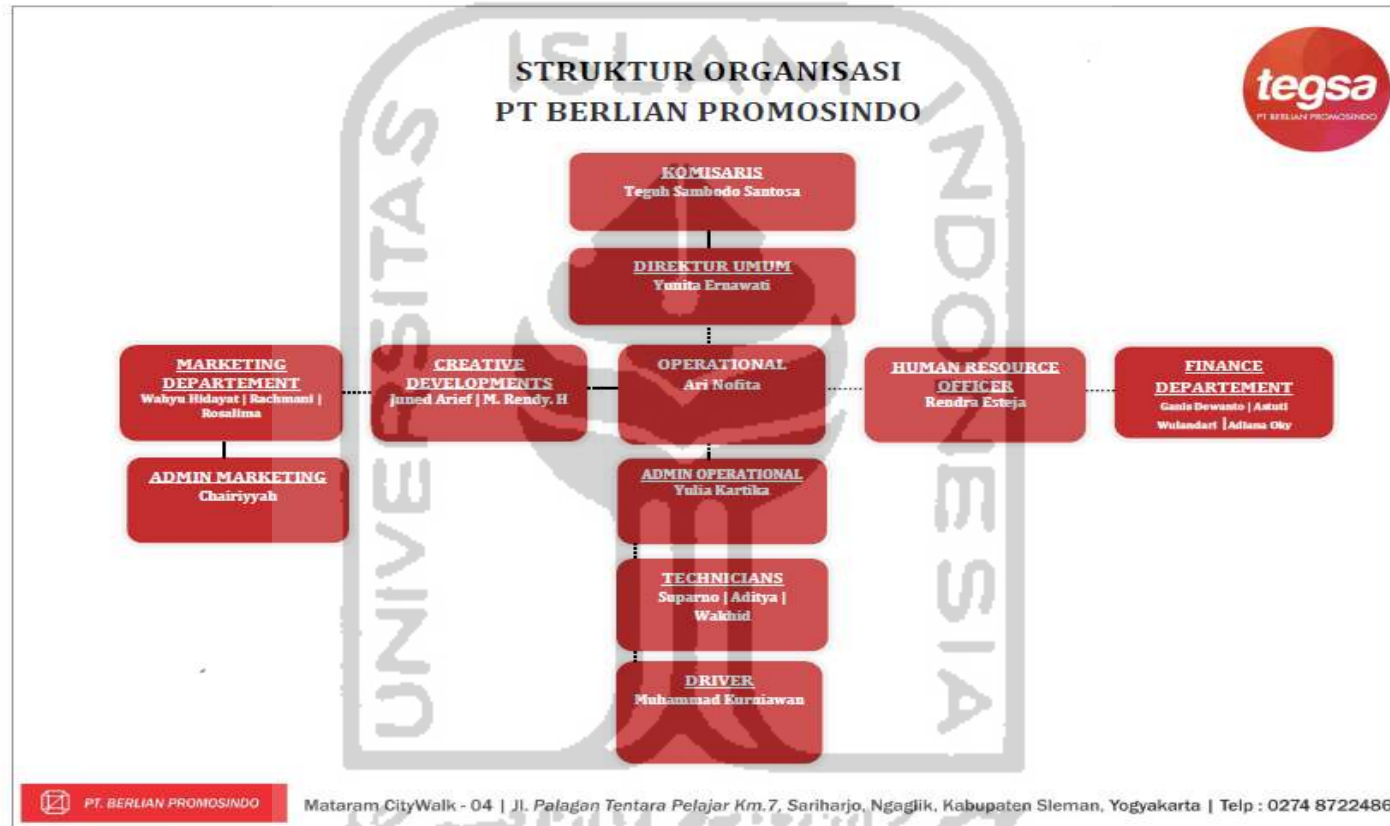 STRUKTUR ORGANISASI
PT BERLIAN PROMOSINDO
tegsa
PT BERLIAN PROMOSINDO
KOMISARIS
Teguh Sambodo Santosa
DIREKTUR UMUM
Yunita Ernawati
MARKETING
DEPARTEMENT
Wahyu Hidayat | Rachmani |
Rosalima
CREATIVE
DEVELOPMENTS
Juned Arief | M. Rendy. H
OPERATIONAL
Ari Nofita
HUMAN RESOURCE
OFFICER
Rendra Esteja
FINANCE
DEPARTEMENT
Ganis Dewanto | Astuti
Wulandari | Adiana Oky
ADMIN MARKETING
Chairiyyah
ADMIN OPERATIONAL
Yulia Kartika
TECHNICIANS
Suparno | Aditya |
Wakhid
DRIVER
Muhammad Kurniawan
UNIVERSITAS
ISLAM
INDONESIA
PT. BERLIAN PROMOSINDO
Mataram CityWalk - 04 | Jl. Palagan Tentara Pelajar Km.7, Sariharjo, Ngaglik, Kabupaten Sleman, Yogyakarta | Telp : 0274 8722486